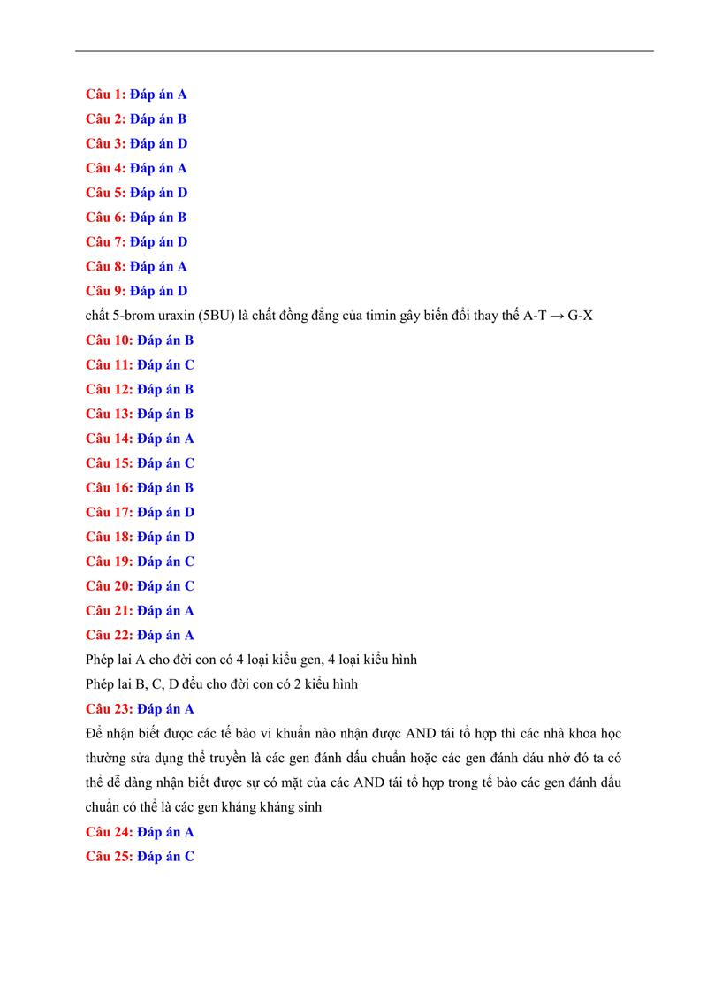 Câu 1: Đáp án A
Câu 2: Đáp án B
Câu 3: Đáp án D
Câu 4: Đáp án A
Câu 5: Đáp án D
Câu 6: Đáp án B
Câu 7: Đáp án D
Câu 8: Đáp án A
Câu 9: Đáp án D
chất 5-brom uraxin (5BU) là chất đồng đẳng của timin gây biến đổi thay thế A-T → G-X
Câu 10: Đáp án B
Câu 11: Đáp án C
Câu 12: Đáp án B
Câu 13: Đáp án B
Câu 14: Đáp án A
Câu 15: Đáp án C
Câu 16: Đáp án B
Câu 17: Đáp án D
Câu 18: Đáp án D
Câu 19: Đáp án C
Câu 20: Đáp án C
Câu 21: Đáp án A
Câu 22: Đáp án A
Phép lai A cho đời con có 4 loại kiểu gen, 4 loại kiểu hình
Phép lai B, C, D đều cho đời con có 2 kiểu hình
Câu 23: Đáp án A
Để nhận biết được các tế bào vi khuẩn nào nhận được AND tái tổ hợp thì các nhà khoa học
thường sửa dụng thể truyền là các gen đánh dấu chuẩn hoặc các gen đánh dáu nhờ đó ta có
thể dễ dàng nhận biết được sự có mặt của các AND tái tổ hợp trong tế bào các gen đánh dấu
chuẩn có thể là các gen kháng kháng sinh
Câu 24: Đáp án A
Câu 25: Đáp án C